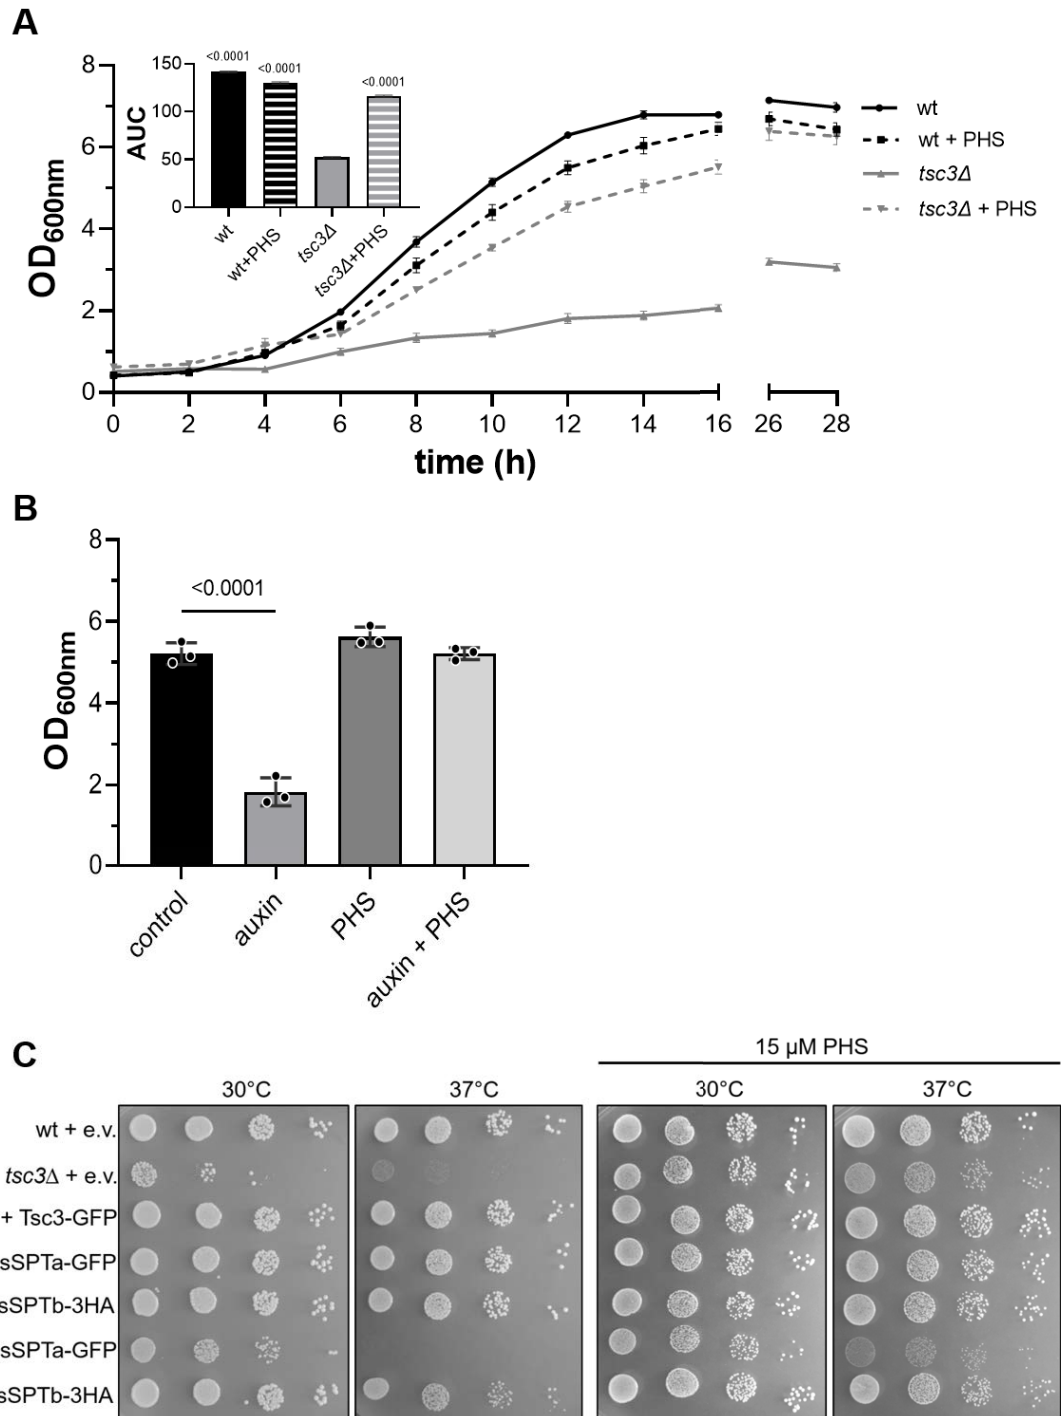 A
8
6
4
2
0
OD600nm
0 2 4 6 8 10 12 14 16 26 28
time (h)
AUC
150
100
50
0
<0.0001
<0.0001
<0.0001
wt
wt+PHS
tsc3Δ
tsc3Δ+PHS
wt
wt + PHS
tsc3Δ
tsc3Δ + PHS
B
8
6
4
2
0
OD600nm
<0.0001
control
auxin
PHS
auxin + PHS
C
15 µM PHS
30°C 37°C 30°C 37°C
wt + e.v.
tsc3Δ + e.v.
+ Tsc3-GFP
sSPTa-GFP
sSPTb-3HA
sSPTa-GFP
sSPTb-3HA